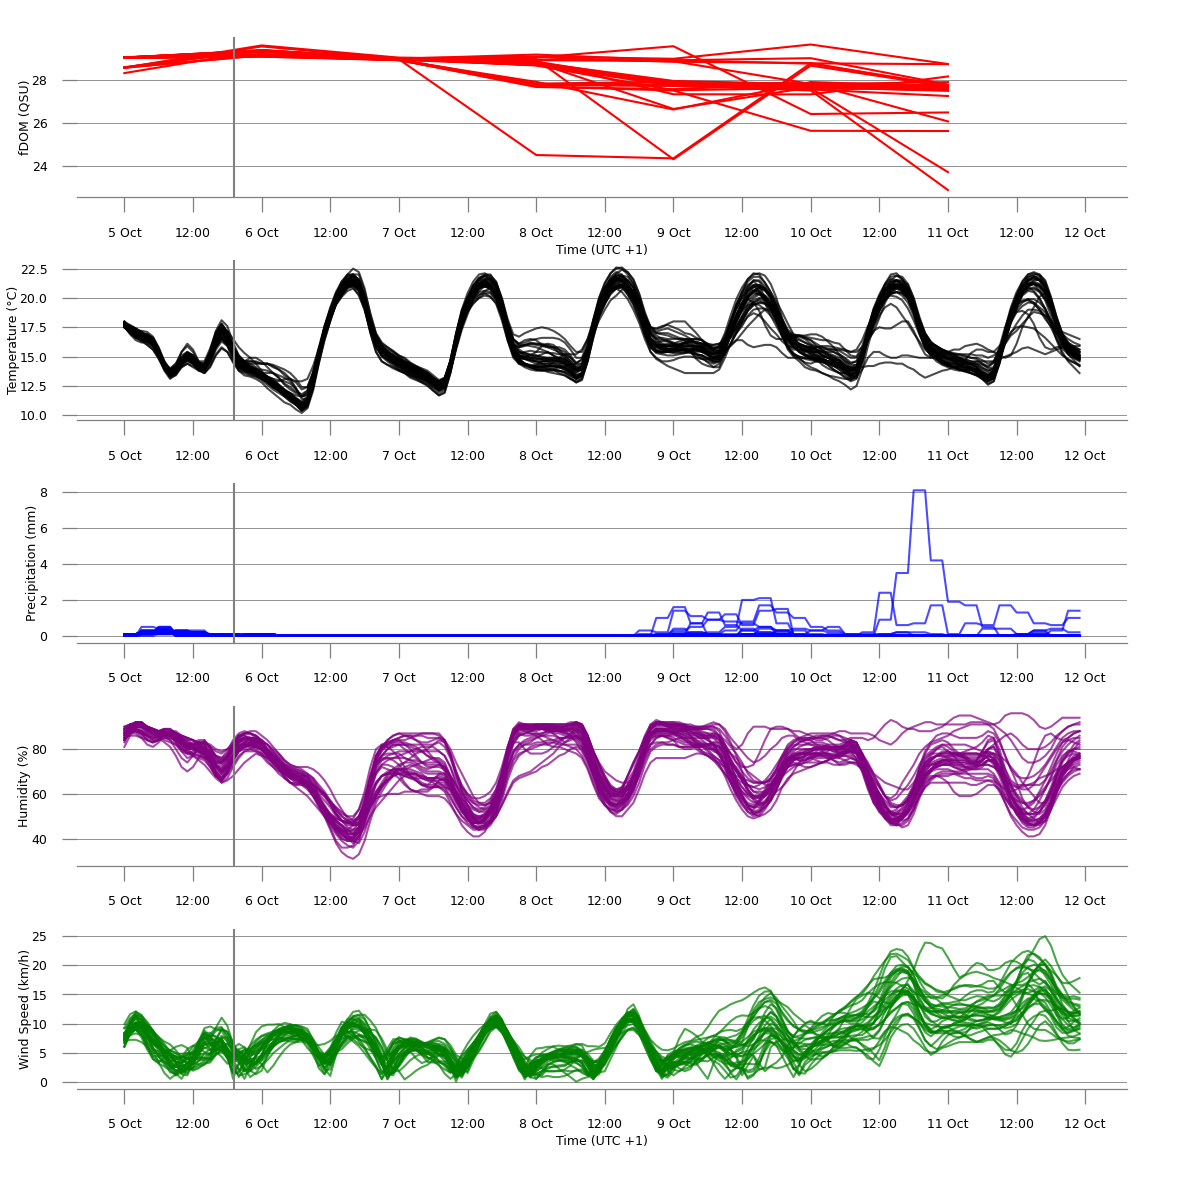 fDOM (QSU)
28
26
24
5 Oct 12:00 6 Oct 12:00 7 Oct 12:00 8 Oct 12:00 9 Oct 12:00 10 Oct 12:00 11 Oct 12:00 12 Oct
Time (UTC +1)
Temperature (°C)
22.5
20.0
17.5
15.0
12.5
10.0
5 Oct 12:00 6 Oct 12:00 7 Oct 12:00 8 Oct 12:00 9 Oct 12:00 10 Oct 12:00 11 Oct 12:00 12 Oct
Precipitation (mm)
8
6
4
2
0
5 Oct 12:00 6 Oct 12:00 7 Oct 12:00 8 Oct 12:00 9 Oct 12:00 10 Oct 12:00 11 Oct 12:00 12 Oct
Humidity (%)
80
60
40
5 Oct 12:00 6 Oct 12:00 7 Oct 12:00 8 Oct 12:00 9 Oct 12:00 10 Oct 12:00 11 Oct 12:00 12 Oct
Wind Speed (km/h)
25
20
15
10
5
0
5 Oct 12:00 6 Oct 12:00 7 Oct 12:00 8 Oct 12:00 9 Oct 12:00 10 Oct 12:00 11 Oct 12:00 12 Oct
Time (UTC +1)